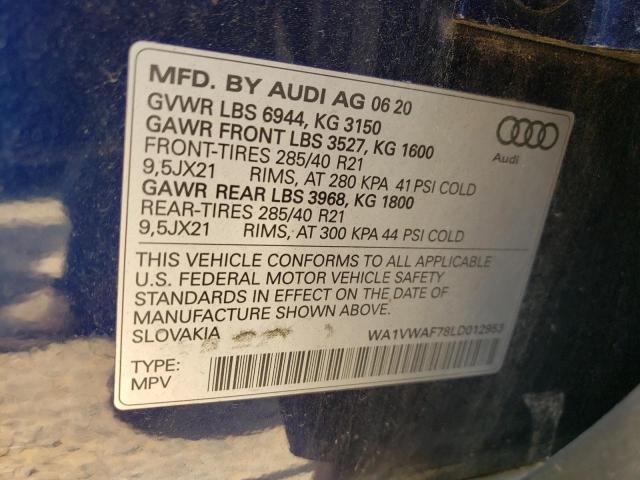 MFD. BY AUDI AG 06 20
GVWR LBS 6944, KG 3150
GAWR FRONT LBS 3527, KG 1600
FRONT-TIRES 285/40 R21
9,5JX21 RIMS, AT 280 KPA 41 PSI COLD
GAWR REAR LBS 3968, KG 1800
REAR-TIRES 285/40 R21
9,5JX21 RIMS, AT 300 KPA 44 PSI COLD
Audi
THIS VEHICLE CONFORMS TO ALL APPLICABLE
U.S. FEDERAL MOTOR VEHICLE SAFETY
STANDARDS IN EFFECT ON THE DATE OF
MANUFACTURE SHOWN ABOVE.
SLOVAKIA WA1VWAF78LD012953
TYPE:
MPV